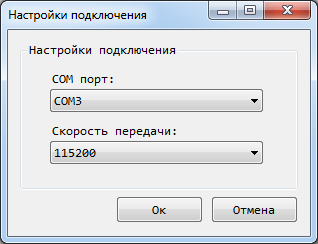 Настройки подключения
Настройки подключения
COM порт:
COM3
Скорость передачи:
115200
Ок
Отмена